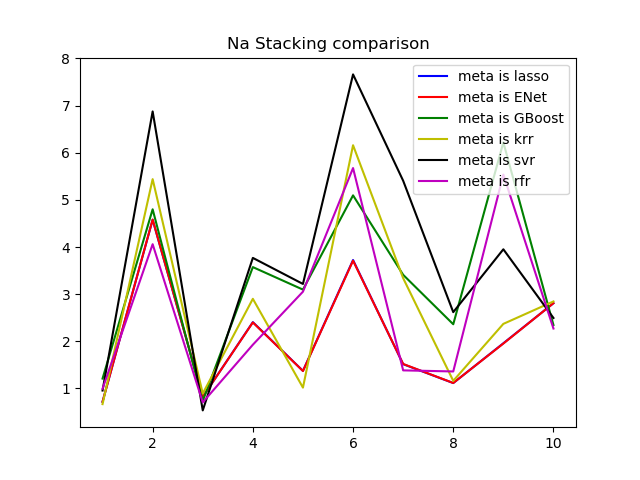 Na Stacking comparison
8
7
6
5
4
3
2
1
2 4 6 8 10
meta is lasso
meta is ENet
meta is GBoost
meta is krr
meta is svr
meta is rfr